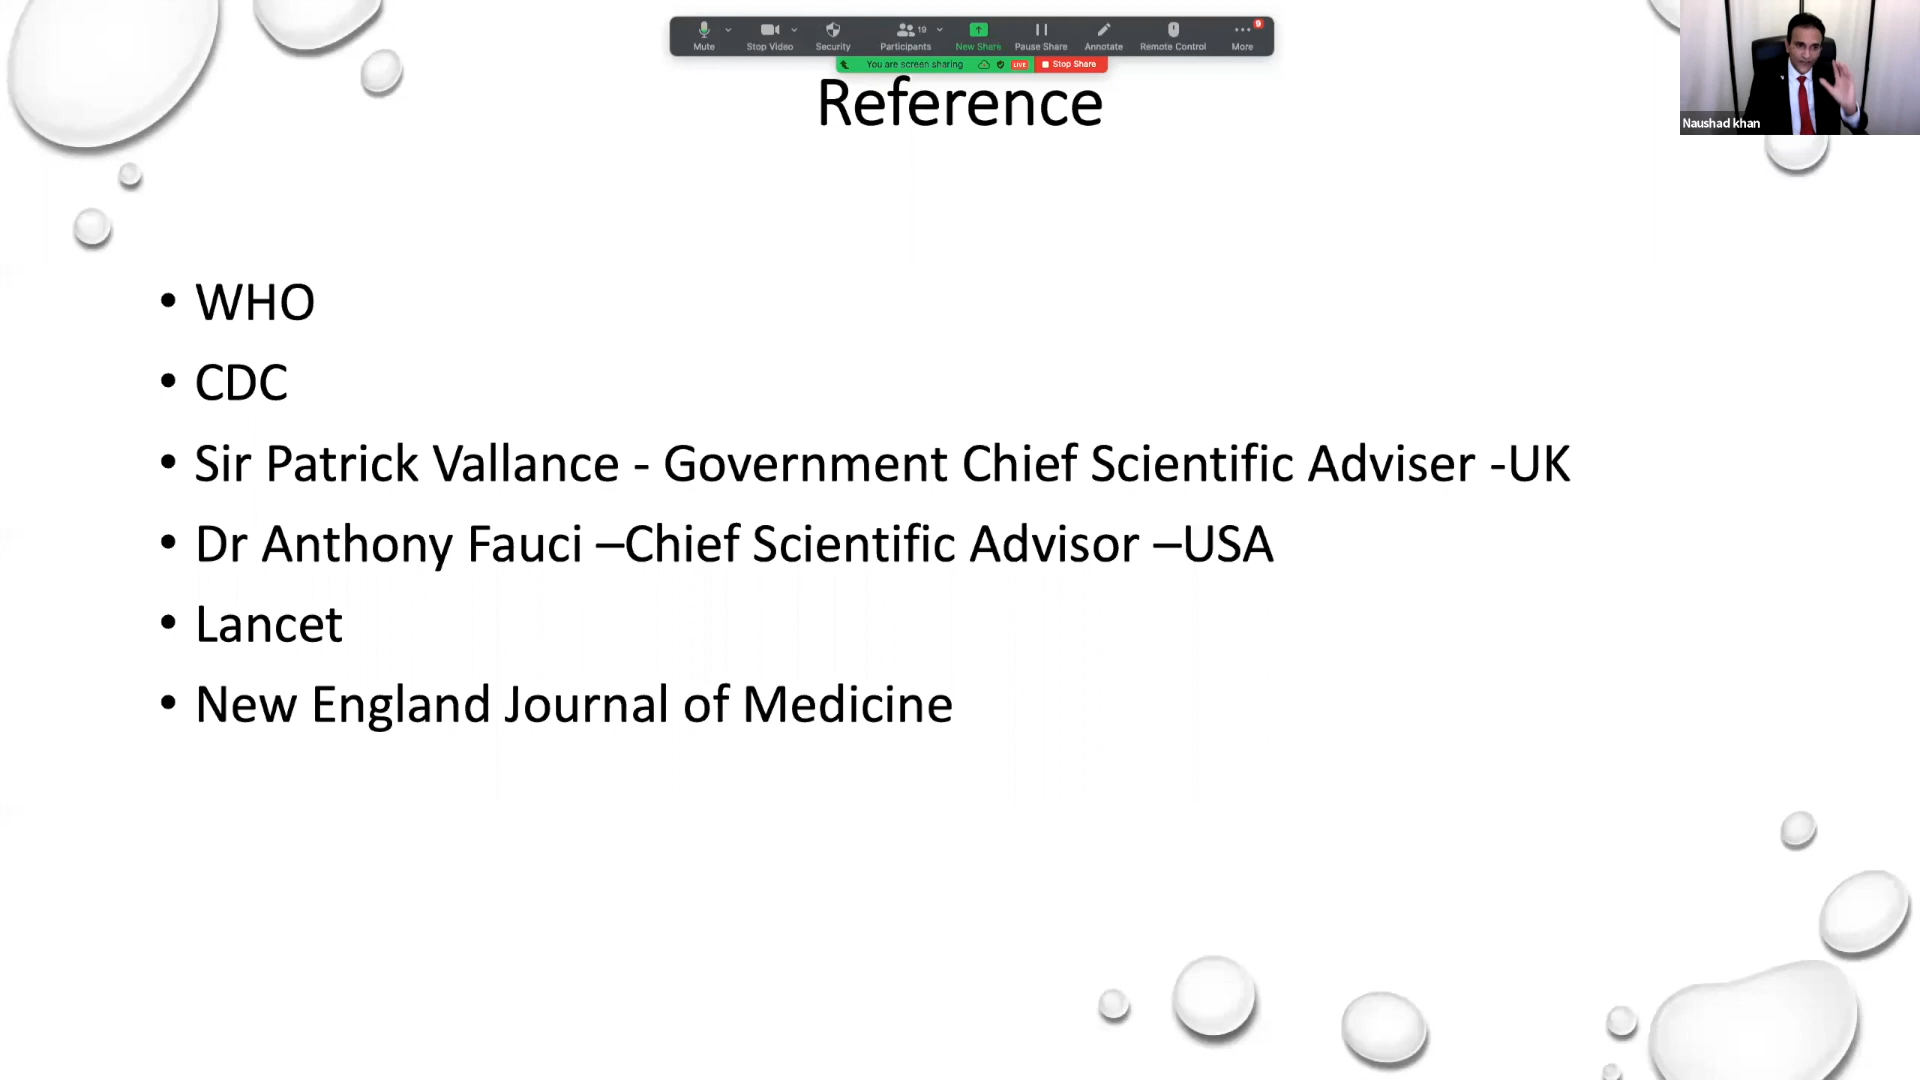 Mute
Stop Video
Security
Participants
19
New Share
Pause Share
Annotate
Remote Control
More
9
You are screen sharing
LIVE
Stop Share
Naushad khan
Reference
• WHO
• CDC
• Sir Patrick Vallance - Government Chief Scientific Adviser -UK
• Dr Anthony Fauci –Chief Scientific Advisor –USA
• Lancet
• New England Journal of Medicine